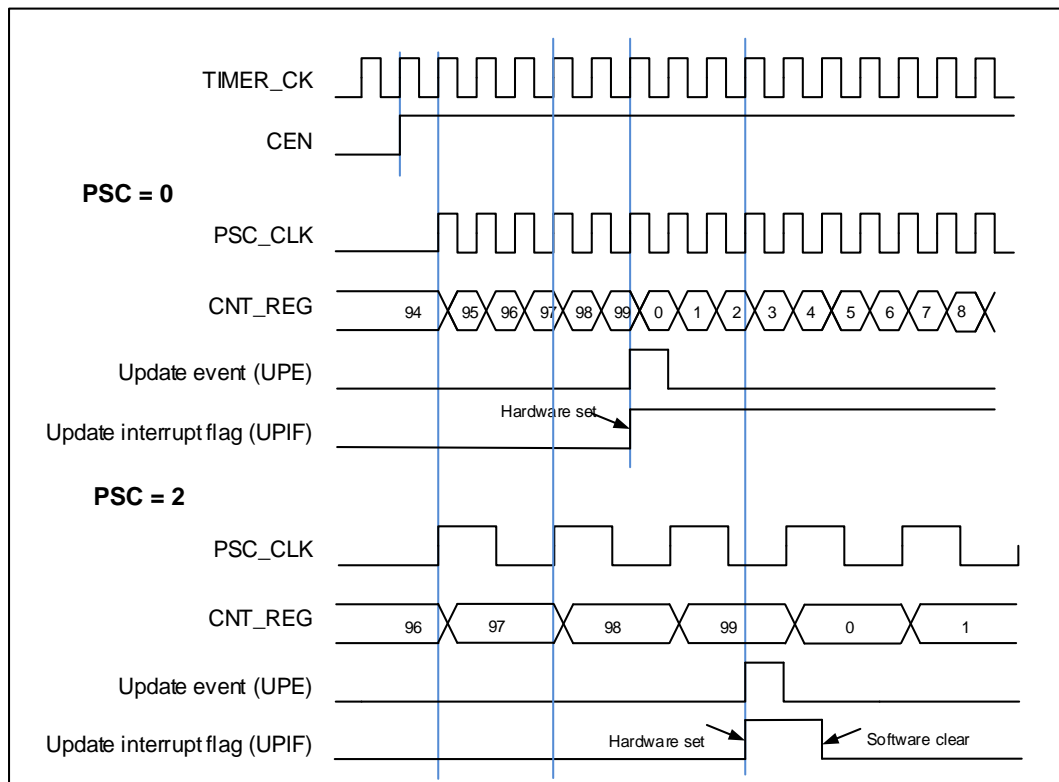 TIMER_CK
CEN
PSC = 0
PSC_CLK
CNT_REG 94 95 96 97 98 99 0 1 2 3 4 5 6 7 8
Update event (UPE)
Hardware set
Update interrupt flag (UPIF)
PSC = 2
PSC_CLK
CNT_REG 96 97 98 99 0 1
Update event (UPE)
Update interrupt flag (UPIF) Hardware set Software clear